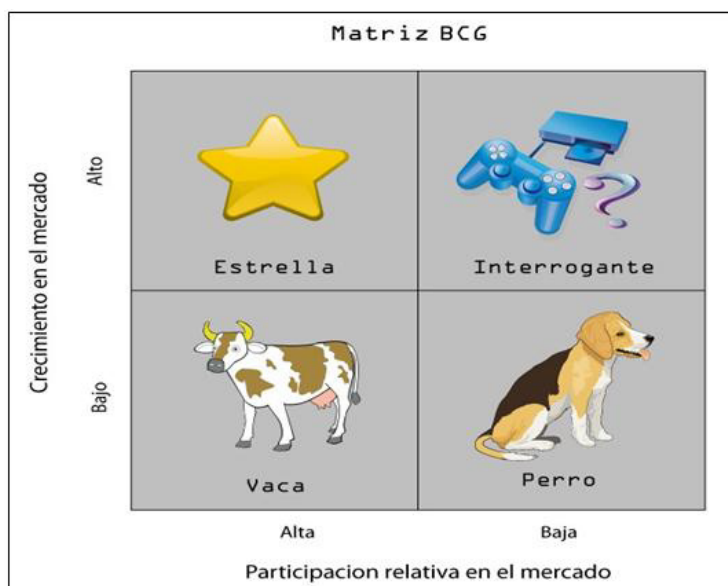 Matriz BCG
Crecimiento en el mercado
Alto
Estrella
Interrogante
Bajo
Vaca
Perro
Alta
Baja
Participacion relativa en el mercado